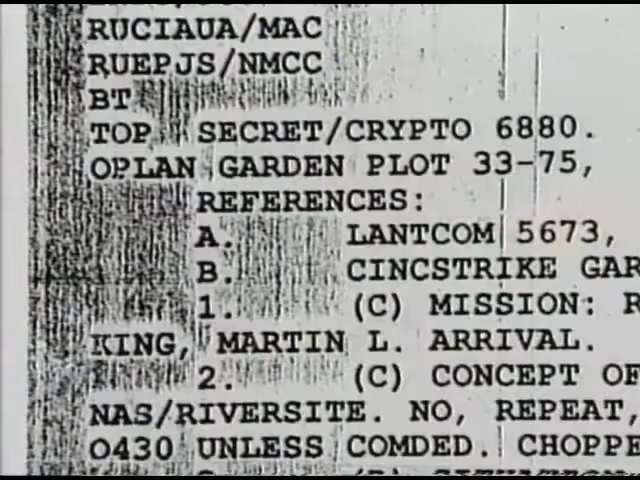 RUCIAUA/MAC
RUEPJS/NMCC
BT
TOP SECRET/CRYPTO 6880.
OPLAN GARDEN PLOT 33-75,
REFERENCES:
A. LANTCOM 5673,
B. CINCSTRIKE GAR
1. (C) MISSION: R
KING, MARTIN L. ARRIVAL.
2. (C) CONCEPT OF
NAS/RIVERSITE. NO, REPEAT,
0430 UNLESS COMDED. CHOPPE